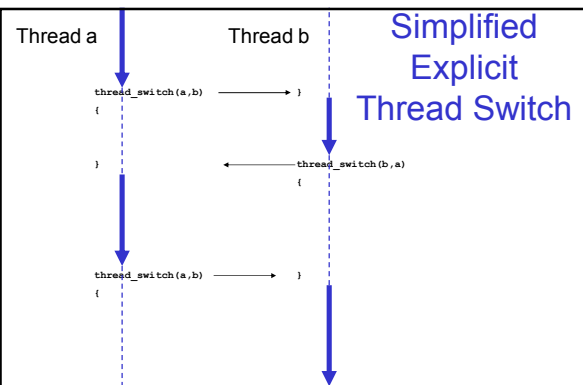 Simplified
Explicit
Thread Switch
Thread a
Thread b
thread_switch(a,b)
}
{
}
thread_switch(b,a)
{
thread_switch(a,b)
}
{